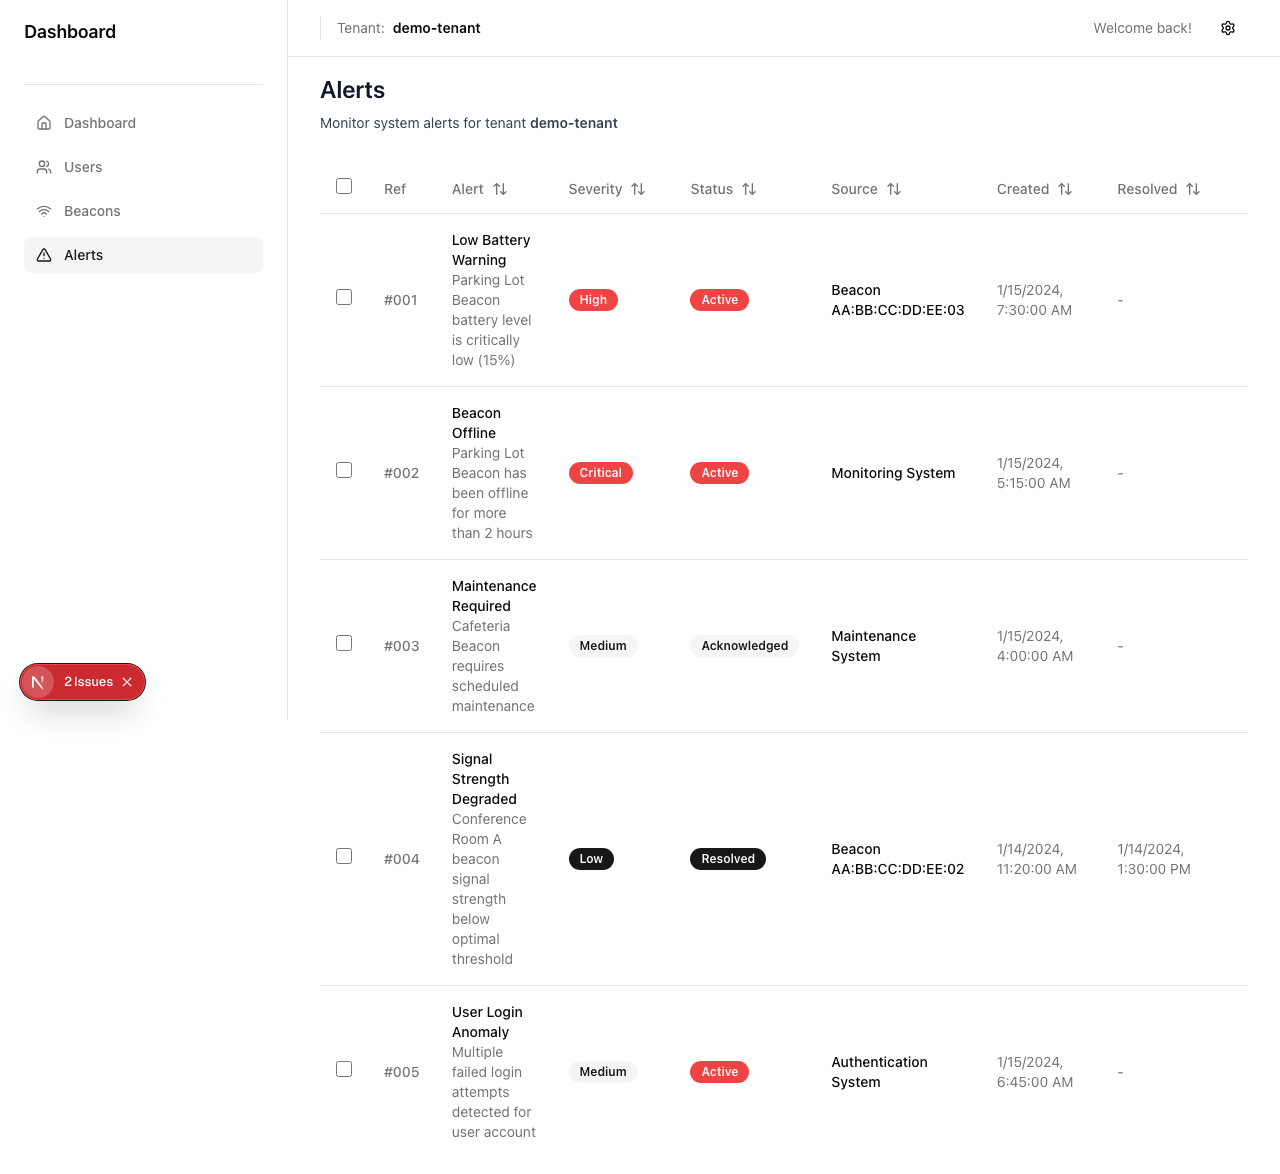 Dashboard
Tenant: demo-tenant
Welcome back!
Dashboard
Users
Beacons
Alerts
2 Issues
Alerts
Monitor system alerts for tenant demo-tenant
Ref Alert Severity Status Source Created Resolved
#001
Low Battery
Warning
Parking Lot
Beacon
battery level
is critically
low (15%)
High
Active
Beacon
AA:BB:CC:DD:EE:03
1/15/2024,
7:30:00 AM
-
#002
Beacon
Offline
Parking Lot
Beacon has
been offline
for more
than 2 hours
Critical
Active
Monitoring System
1/15/2024,
5:15:00 AM
-
#003
Maintenance
Required
Cafeteria
Beacon
requires
scheduled
maintenance
Medium
Acknowledged
Maintenance
System
1/15/2024,
4:00:00 AM
-
#004
Signal
Strength
Degraded
Conference
Room A
beacon
signal
strength
below
optimal
threshold
Low
Resolved
Beacon
AA:BB:CC:DD:EE:02
1/14/2024,
11:20:00 AM
1/14/2024,
1:30:00 PM
#005
User Login
Anomaly
Multiple
failed login
attempts
detected for
user account
Medium
Active
Authentication
System
1/15/2024,
6:45:00 AM
-